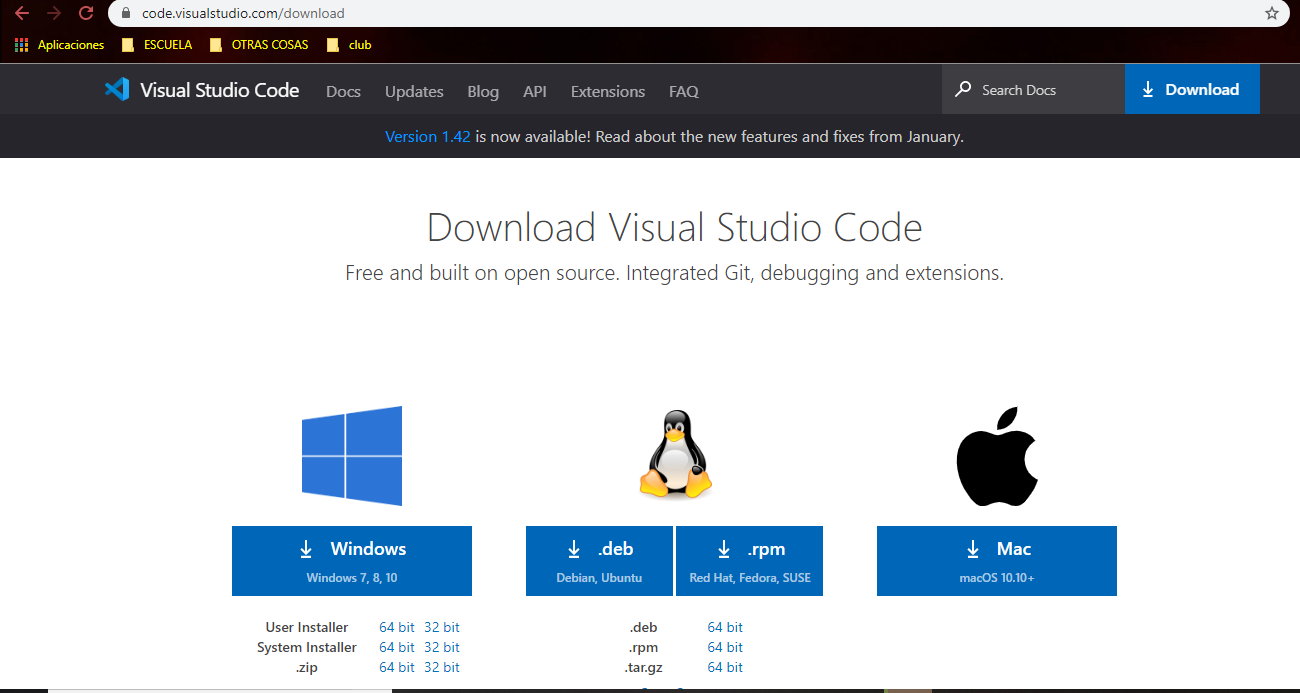 code.visualstudio.com/download
Aplicaciones ESCUELA OTRAS COSAS club
Visual Studio Code Docs Updates Blog API Extensions FAQ Search Docs Download
Version 1.42 is now available! Read about the new features and fixes from January.
Download Visual Studio Code
Free and built on open source. Integrated Git, debugging and extensions.
Windows .deb .rpm Mac
Windows 7, 8, 10 Debian, Ubuntu Red Hat, Fedora, SUSE macOS 10.10+
User Installer 64 bit 32 bit .deb 64 bit
System Installer 64 bit 32 bit .rpm 64 bit
.zip 64 bit 32 bit .tar.gz 64 bit